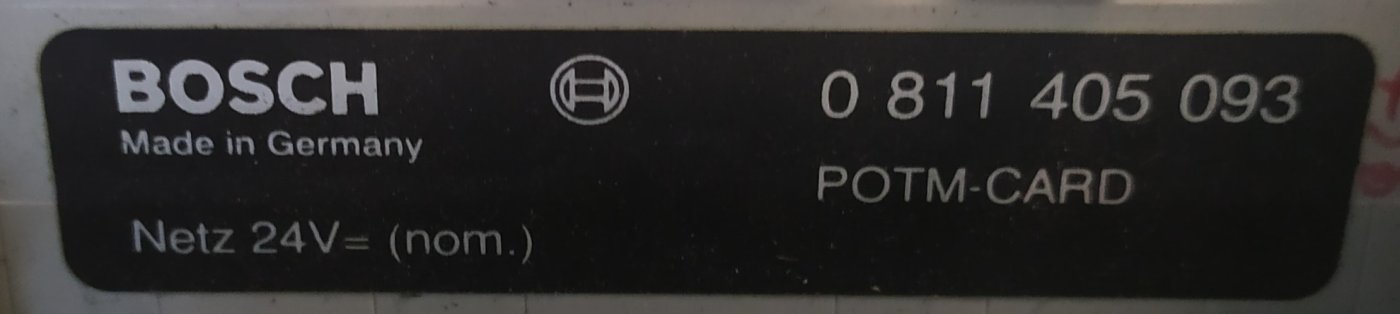 BOSCH
Made in Germany
Netz 24V= (nom.)
0 811 405 093
POTM-CARD